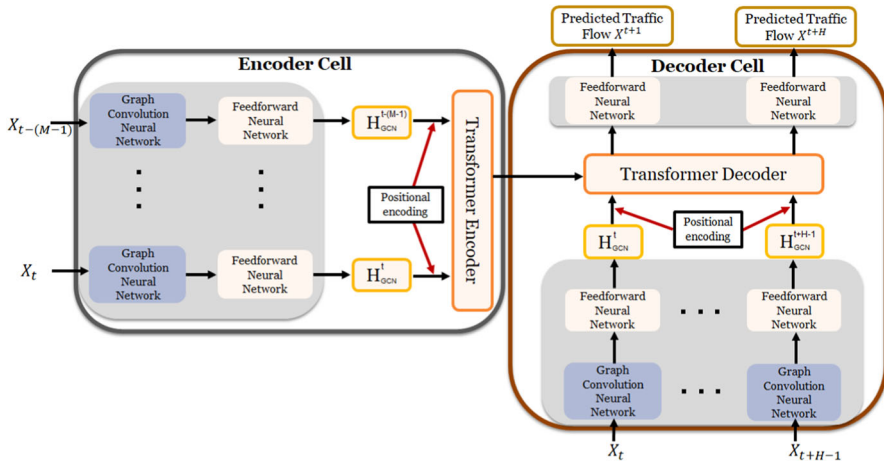 Predicted Traffic
Flow X^{t+1}
Predicted Traffic
Flow X^{t+H}
Encoder Cell
Decoder Cell
X_{t-(M-1)}
Graph
Convolution
Neural
Network
Feedforward
Neural
Network
H_{GCN}^{t-(M-1)}
Positional
encoding
X_t
Graph
Convolution
Neural
Network
Feedforward
Neural
Network
H_{GCN}^{t}
Transformer Encoder
Feedforward
Neural
Network
Feedforward
Neural
Network
Transformer Decoder
H_{GCN}^{t}
Positional
encoding
H_{GCN}^{t+H-1}
Feedforward
Neural
Network
Feedforward
Neural
Network
Graph
Convolution
Neural
Network
Graph
Convolution
Neural
Network
X_t
X_{t+H-1}